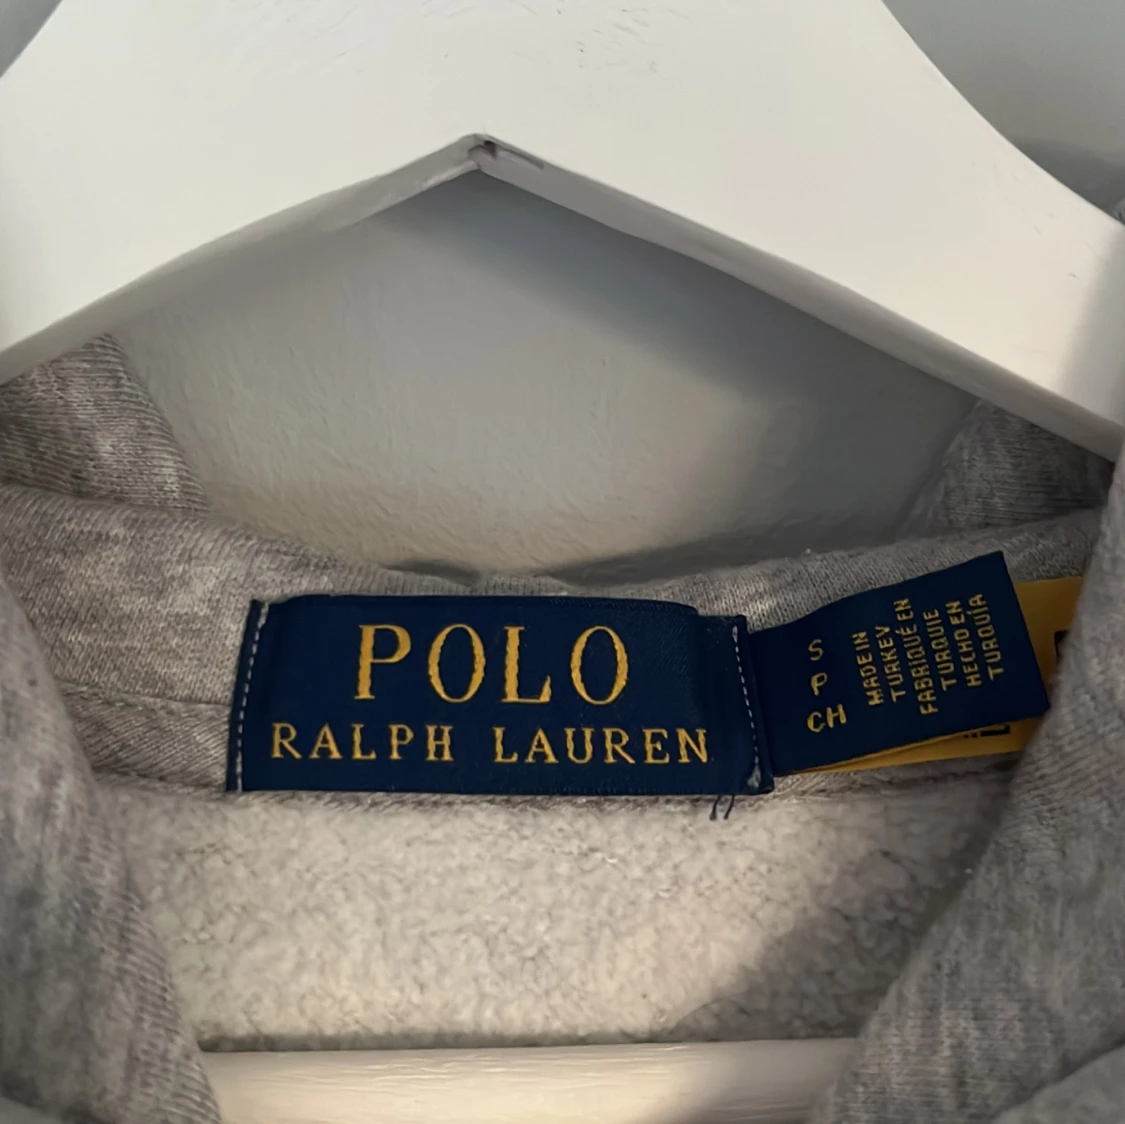 POLO
RALPH LAUREN
S
P
CH
MADE IN
TURKEY
FABRIQUÉ EN
TURQUIE
HECHO EN
TURQUÍA